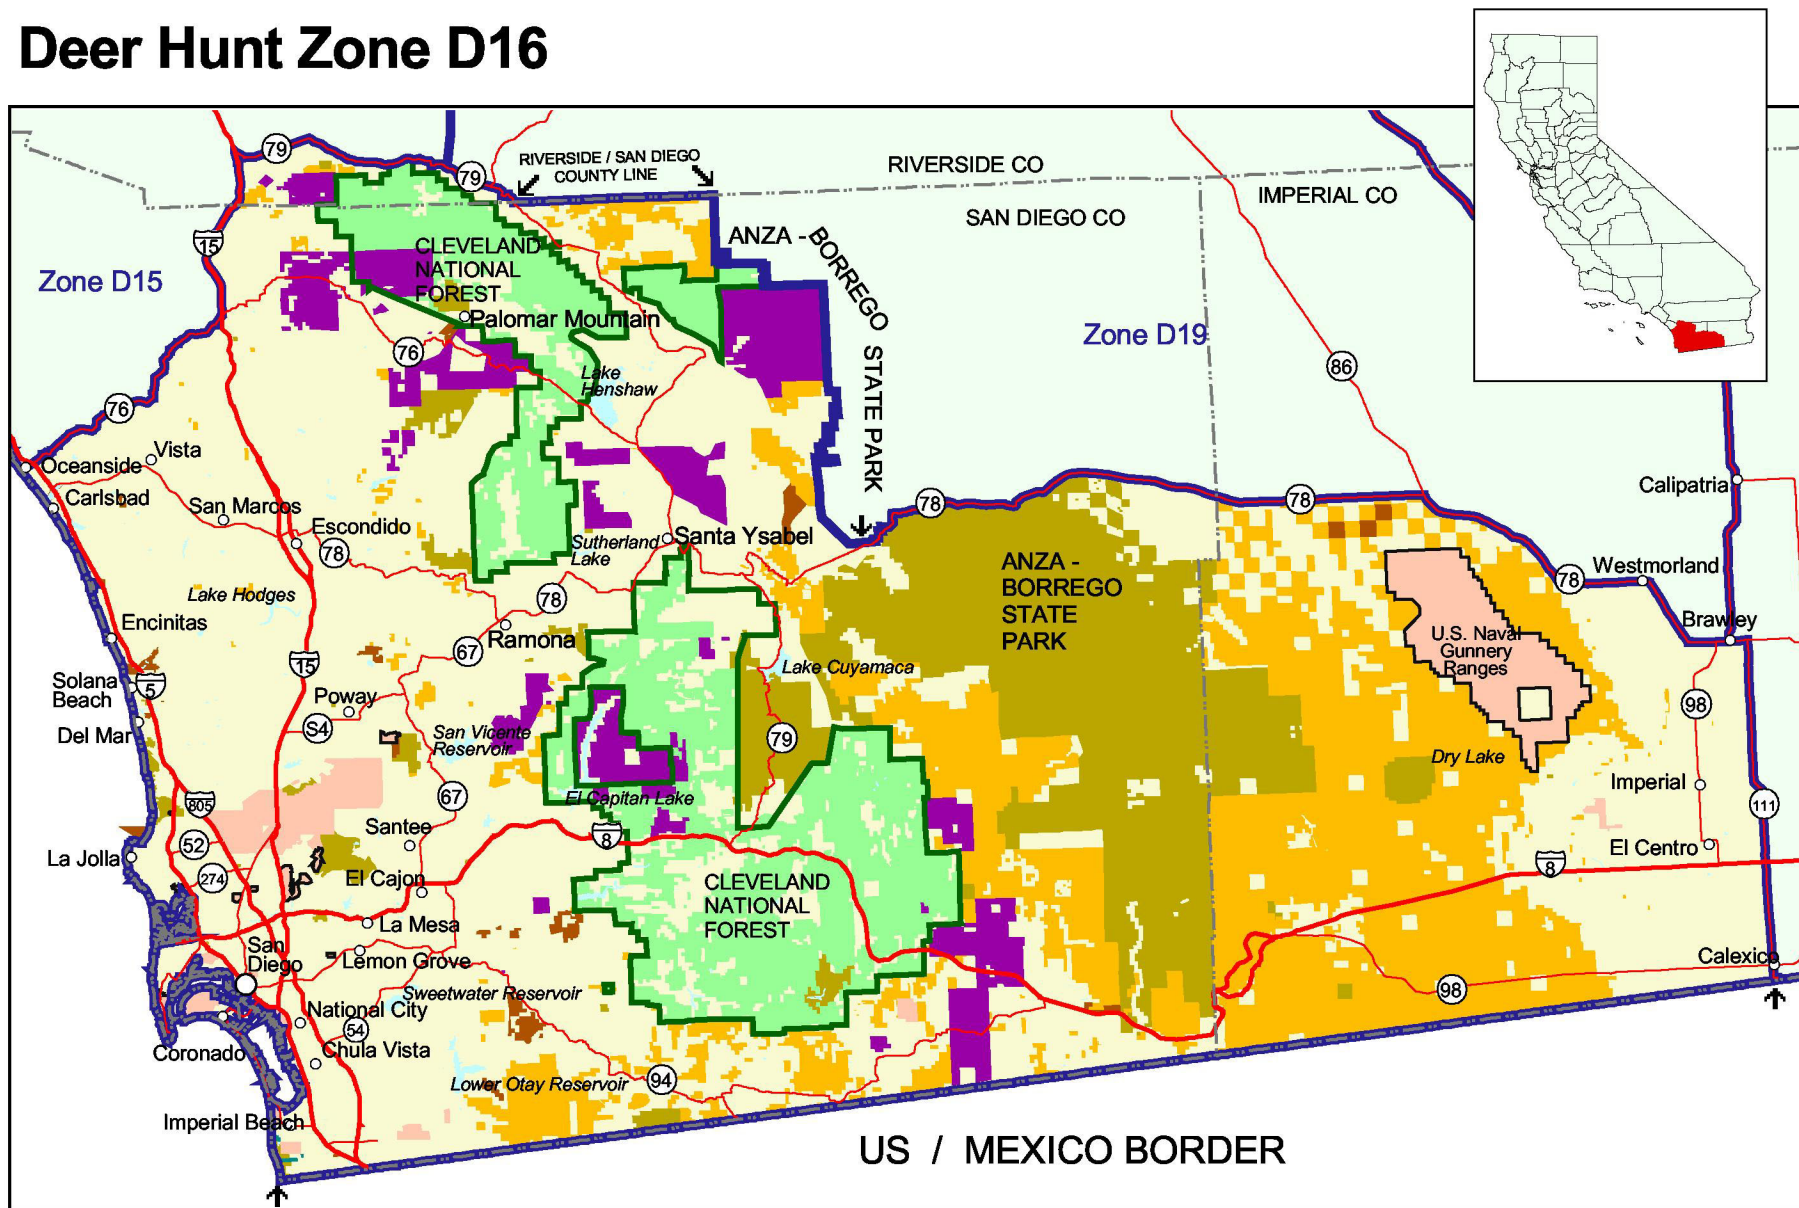 Deer Hunt Zone D16
79
79
RIVERSIDE / SAN DIEGO
COUNTY LINE
RIVERSIDE CO
IMPERIAL CO
SAN DIEGO CO
ANZA - BORREGO STATE PARK
15
Zone D15
CLEVELAND
NATIONAL
FOREST
Palomar Mountain
Zone D19
76
86
76
Lake
Henshaw
Vista
Oceanside
Carlsbad
San Marcos
Escondido
78
Sutherland
Lake
Santa Ysabel
78
78
Calipatria
Westmorland
78
ANZA -
BORREGO
STATE
PARK
Lake Hodges
78
Encinitas
Ramona
67
Brawley
U.S. Naval
Gunnery
Ranges
15
Lake Cuyamaca
Solana
Beach
5
Poway
S4
98
Del Mar
San Vicente
Reservoir
79
Dry Lake
Imperial
67
El Capitan Lake
805
111
Santee
8
52
La Jolla
El Centro
8
274
El Cajon
CLEVELAND
NATIONAL
FOREST
La Mesa
San
Diego
Lemon Grove
Calexico
98
Sweetwater Reservoir
National City
54
Coronado
Chula Vista
Lower Otay Reservoir
94
Imperial Beach
US / MEXICO BORDER